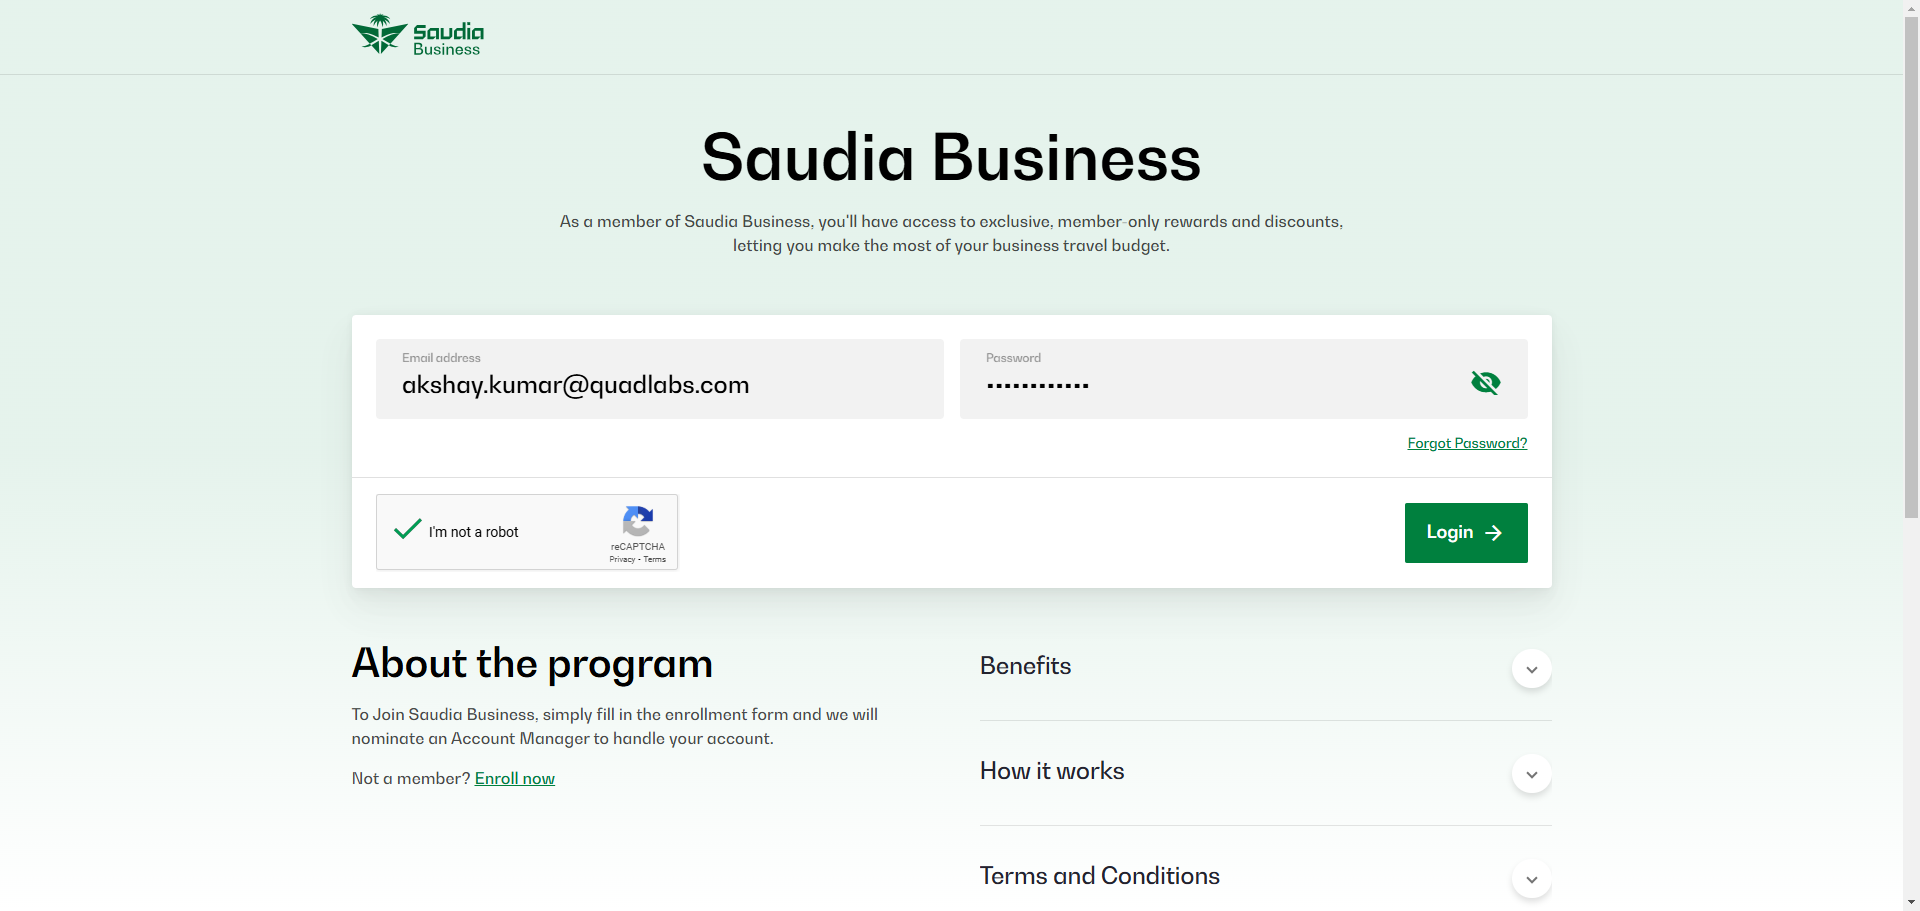 Saudia
Business
Saudia Business
As a member of Saudia Business, you'll have access to exclusive, member-only rewards and discounts,
letting you make the most of your business travel budget.
Email address
akshay.kumar@quadlabs.com
Password
••••••••••••
Forgot Password?
I'm not a robot
reCAPTCHA
Privacy - Terms
Login
About the program
To Join Saudia Business, simply fill in the enrollment form and we will
nominate an Account Manager to handle your account.
Not a member? Enroll now
Benefits
How it works
Terms and Conditions